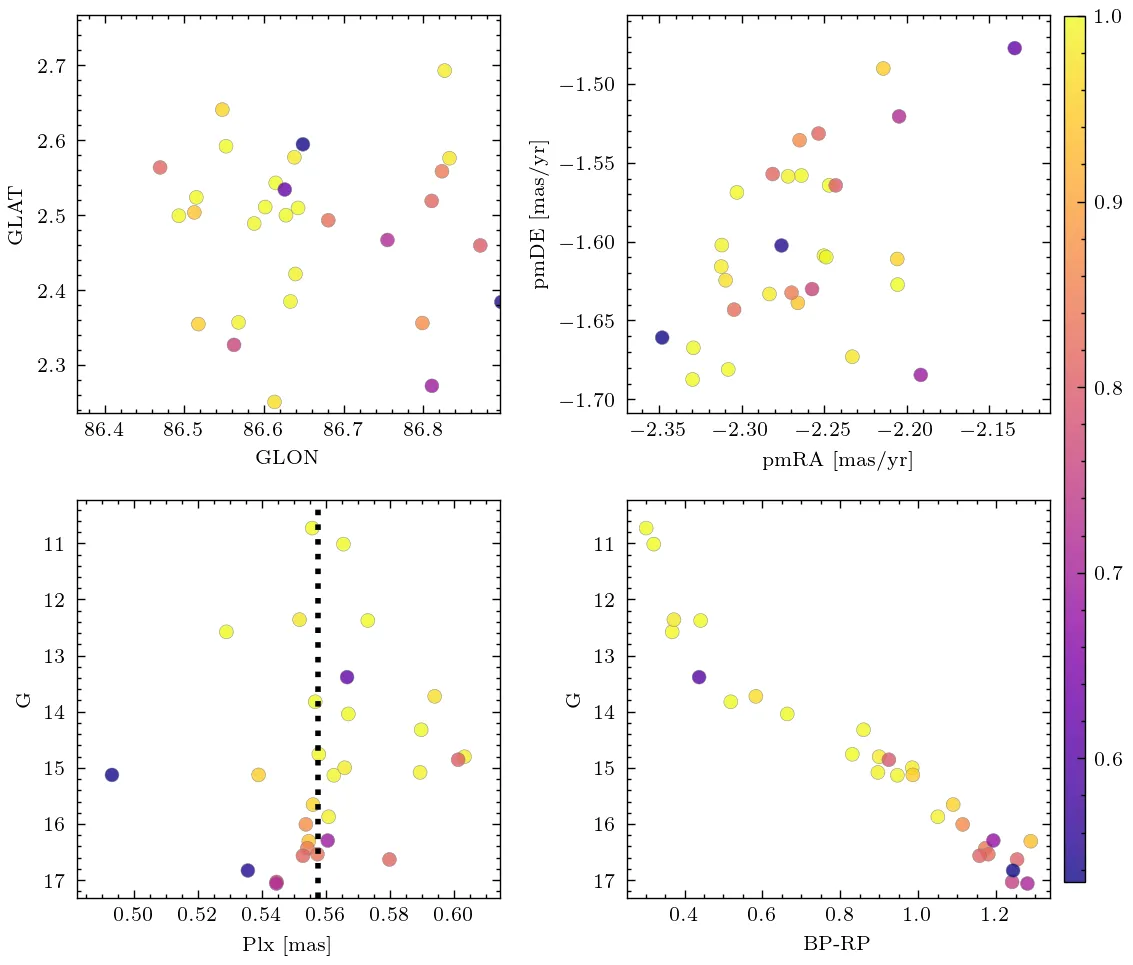 2.7
2.6
2.5
2.4
2.3
GLAT
86.4 86.5 86.6 86.7 86.8
GLON
−1.50
−1.55
−1.60
−1.65
−1.70
pmDE [mas/yr]
−2.35 −2.30 −2.25 −2.20 −2.15
pmRA [mas/yr]
1.0
0.9
0.8
0.7
0.6
11
12
13
14
15
16
17
G
0.50 0.52 0.54 0.56 0.58 0.60
Plx [mas]
11
12
13
14
15
16
17
G
0.4 0.6 0.8 1.0 1.2
BP-RP